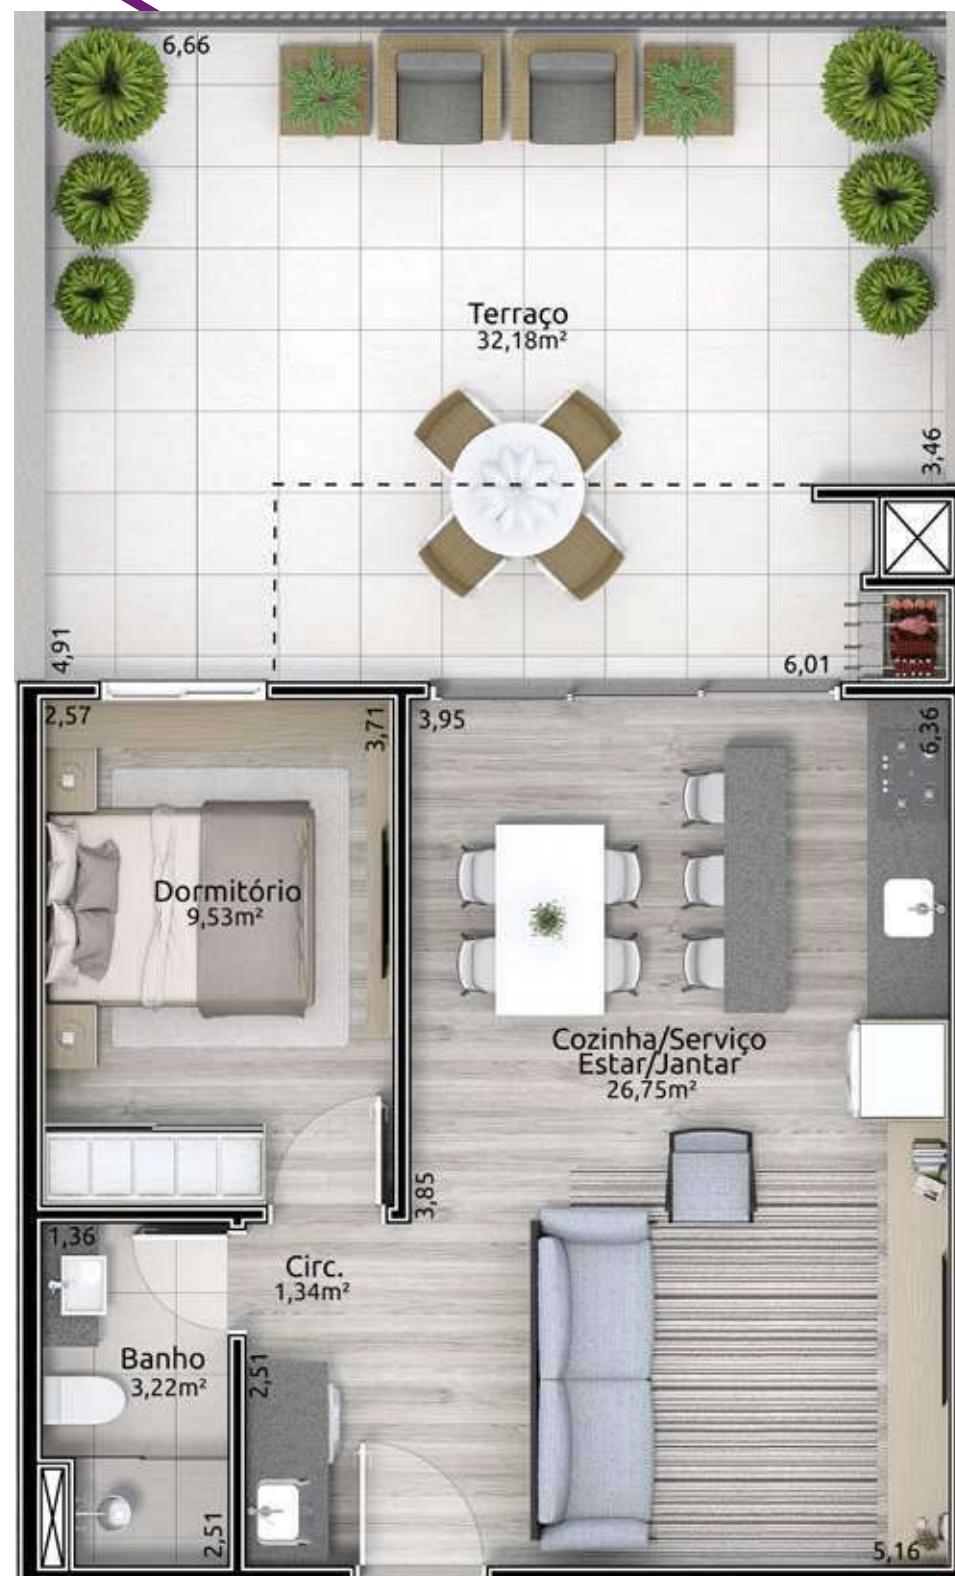 6,66
Terraço
32,18m²
3,46
4,91
6,01
2,57
3,71
3,95
6,36
Dormitório
9,53m²
Cozinha/Serviço
Estar/Jantar
26,75m²
3,85
1,36
Circ.
1,34m²
Banho
3,22m²
2,51
2,51
5,16